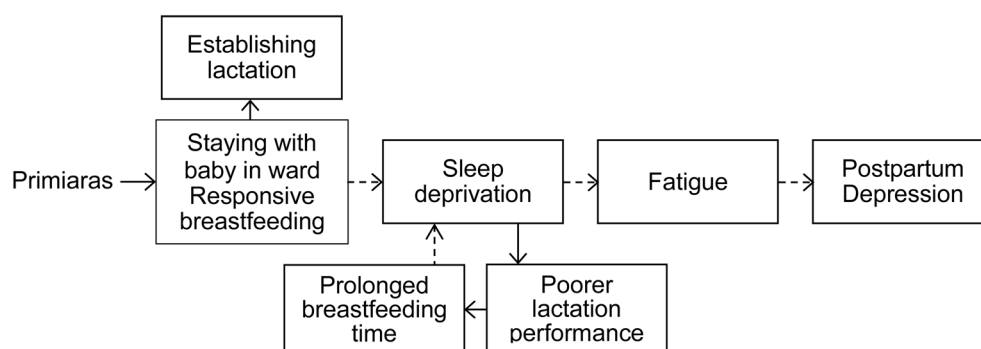 Establishing
lactation
Primiaras
Staying with
baby in ward
Responsive
breastfeeding
Sleep
deprivation
Fatigue
Postpartum
Depression
Prolonged
breastfeeding
time
Poorer
lactation
performance